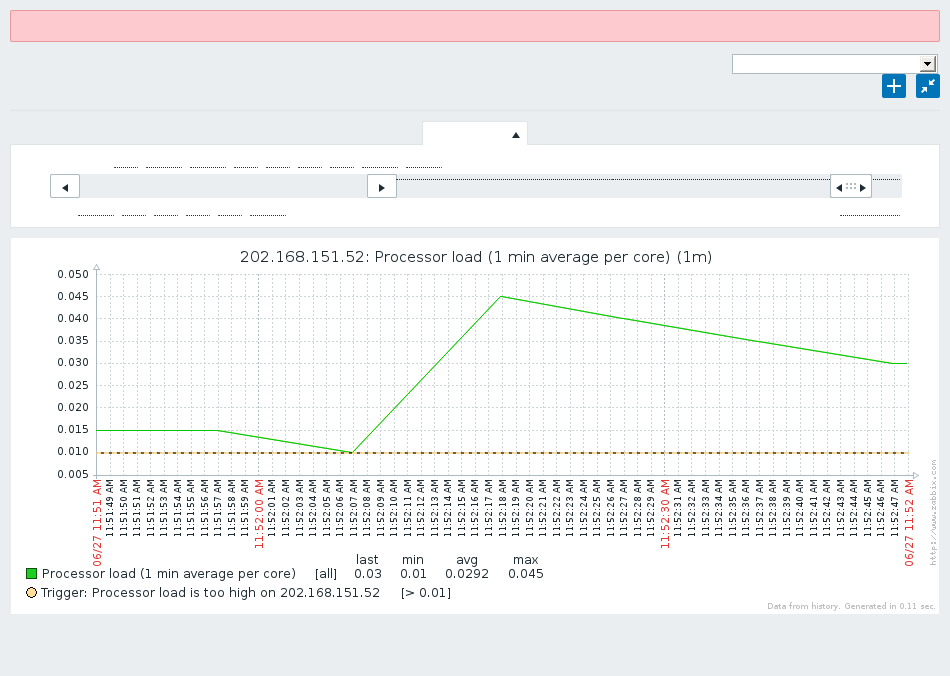 202.168.151.52: Processor load (1 min average per core) (1m)
0.050
0.045
0.040
0.035
0.030
0.025
0.020
0.015
0.010
0.005
06/27 11:51 AM
11:51:49 AM
11:51:50 AM
11:51:51 AM
11:51:52 AM
11:51:53 AM
11:51:54 AM
11:51:55 AM
11:51:56 AM
11:51:57 AM
11:51:58 AM
11:51:59 AM
11:52:00 AM
11:52:01 AM
11:52:02 AM
11:52:03 AM
11:52:04 AM
11:52:05 AM
11:52:06 AM
11:52:07 AM
11:52:08 AM
11:52:09 AM
11:52:10 AM
11:52:11 AM
11:52:12 AM
11:52:13 AM
11:52:14 AM
11:52:15 AM
11:52:16 AM
11:52:17 AM
11:52:18 AM
11:52:19 AM
11:52:20 AM
11:52:21 AM
11:52:22 AM
11:52:23 AM
11:52:24 AM
11:52:25 AM
11:52:26 AM
11:52:27 AM
11:52:28 AM
11:52:29 AM
11:52:30 AM
11:52:31 AM
11:52:32 AM
11:52:33 AM
11:52:34 AM
11:52:35 AM
11:52:36 AM
11:52:37 AM
11:52:38 AM
11:52:39 AM
11:52:40 AM
11:52:41 AM
11:52:42 AM
11:52:43 AM
11:52:44 AM
11:52:45 AM
11:52:46 AM
11:52:47 AM
06/27 11:52 AM
http://www.zabbix.com
last min avg max
Processor load (1 min average per core) [all] 0.03 0.01 0.0292 0.045
Trigger: Processor load is too high on 202.168.151.52 [> 0.01]
Data from history. Generated in 0.11 sec.